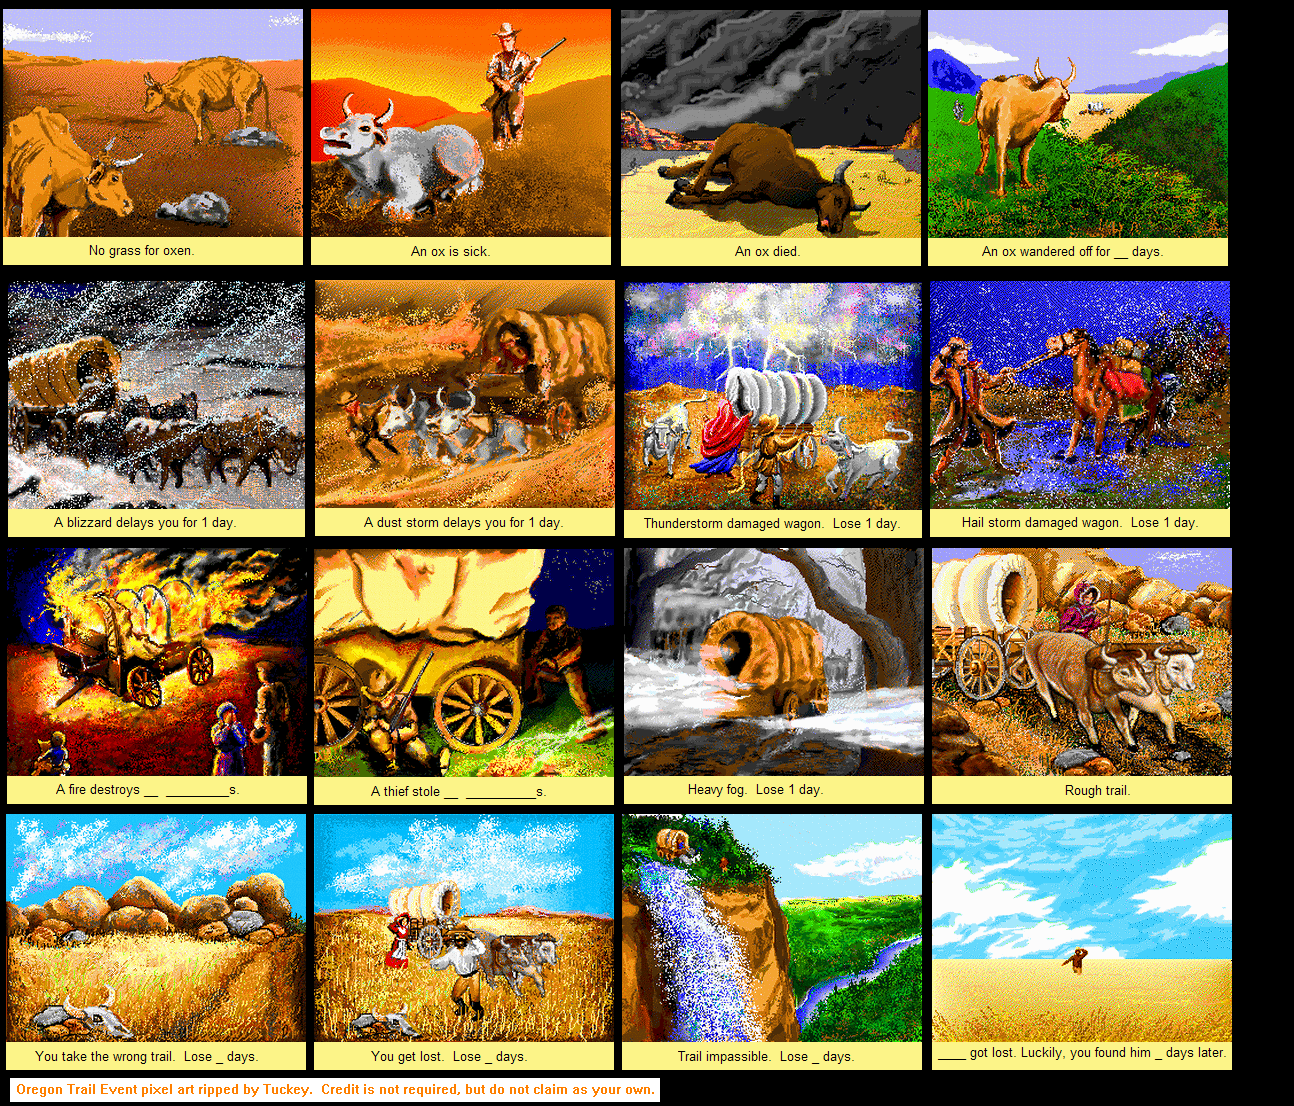 No grass for oxen.
An ox is sick.
An ox died.
An ox wandered off for __ days.
A blizzard delays you for 1 day.
A dust storm delays you for 1 day.
Thunderstorm damaged wagon.  Lose 1 day.
Hail storm damaged wagon.  Lose 1 day.
A fire destroys __  _________s.
A thief stole __  __________s.
Heavy fog.  Lose 1 day.
Rough trail.
You take the wrong trail.  Lose _ days.
You get lost.  Lose _ days.
Trail impassible.  Lose _ days.
____ got lost. Luckily, you found him _ days later.
Oregon Trail Event pixel art ripped by Tuckey.  Credit is not required, but do not claim as your own.